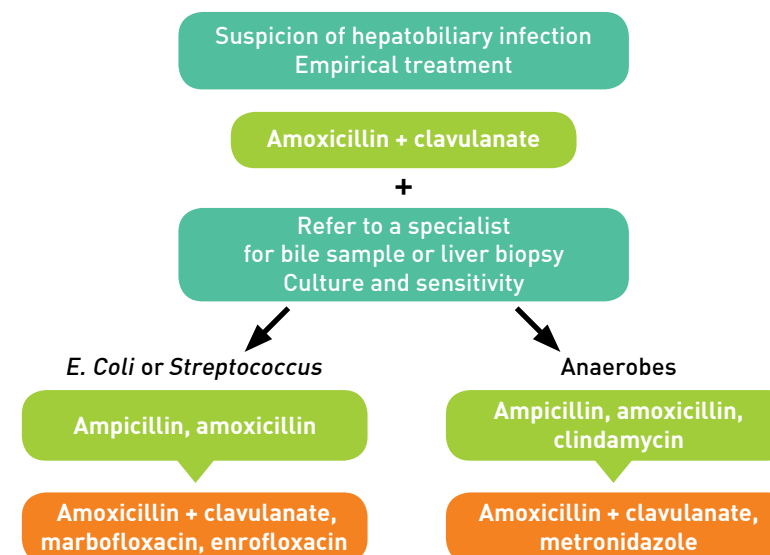 Suspicion of hepatobiliary infection
Empirical treatment
Amoxicillin + clavulanate
+
Refer to a specialist
for bile sample or liver biopsy
Culture and sensitivity
E. Coli or Streptococcus
Ampicillin, amoxicillin
Amoxicillin + clavulanate,
marbofloxacin, enrofloxacin
Anaerobes
Ampicillin, amoxicillin,
clindamycin
Amoxicillin + clavulanate,
metronidazole